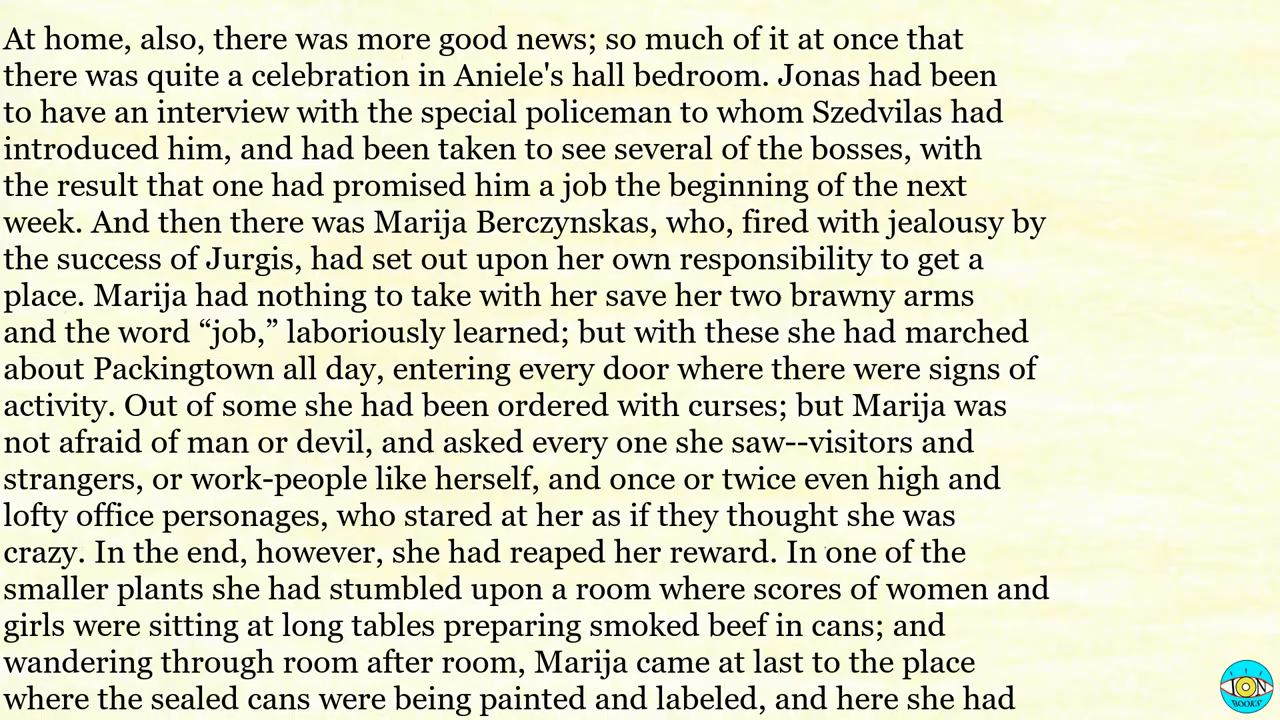 At home, also, there was more good news; so much of it at once that
there was quite a celebration in Aniele's hall bedroom. Jonas had been
to have an interview with the special policeman to whom Szedvilas had
introduced him, and had been taken to see several of the bosses, with
the result that one had promised him a job the beginning of the next
week. And then there was Marija Berczynskas, who, fired with jealousy by
the success of Jurgis, had set out upon her own responsibility to get a
place. Marija had nothing to take with her save her two brawny arms
and the word “job,” laboriously learned; but with these she had marched
about Packingtown all day, entering every door where there were signs of
activity. Out of some she had been ordered with curses; but Marija was
not afraid of man or devil, and asked every one she saw--visitors and
strangers, or work-people like herself, and once or twice even high and
lofty office personages, who stared at her as if they thought she was
crazy. In the end, however, she had reaped her reward. In one of the
smaller plants she had stumbled upon a room where scores of women and
girls were sitting at long tables preparing smoked beef in cans; and
wandering through room after room, Marija came at last to the place
where the sealed cans were being painted and labeled, and here she had
ION
BOOKS